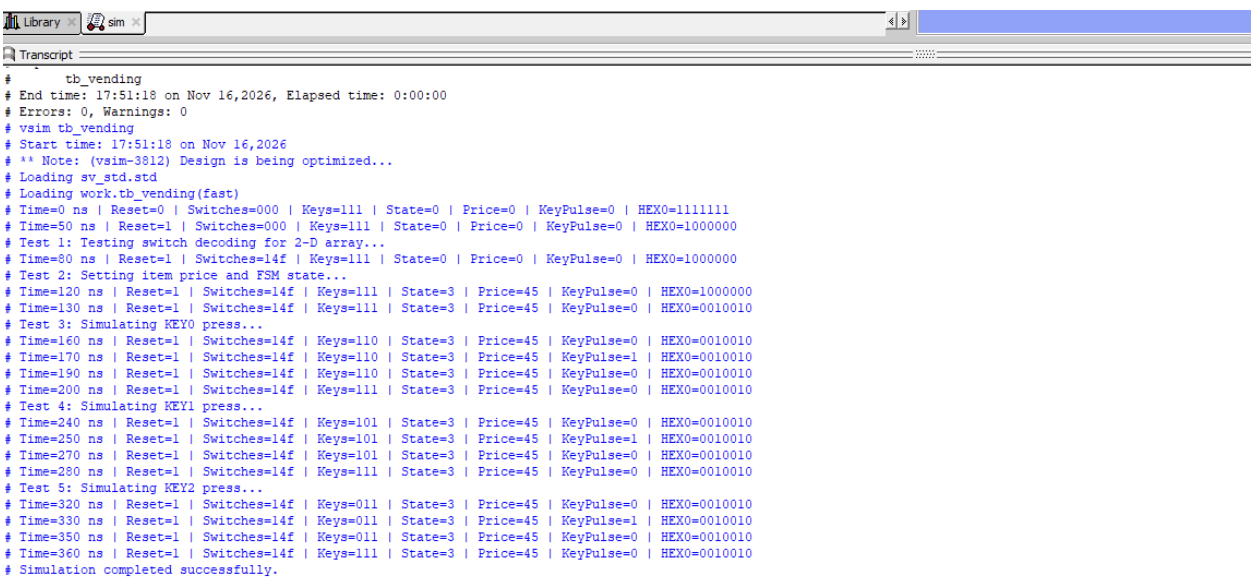 Library sim
Transcript
# tb_vending
# End time: 17:51:18 on Nov 16,2026, Elapsed time: 0:00:00
# Errors: 0, Warnings: 0
# vsim tb_vending
# Start time: 17:51:18 on Nov 16,2026
# ** Note: (vsim-3812) Design is being optimized...
# Loading sv_std.std
# Loading work.tb_vending(fast)
# Time=0 ns | Reset=0 | Switches=000 | Keys=111 | State=0 | Price=0 | KeyPulse=0 | HEX0=1111111
# Time=50 ns | Reset=1 | Switches=000 | Keys=111 | State=0 | Price=0 | KeyPulse=0 | HEX0=1000000
# Test 1: Testing switch decoding for 2-D array...
# Time=80 ns | Reset=1 | Switches=14f | Keys=111 | State=0 | Price=0 | KeyPulse=0 | HEX0=1000000
# Test 2: Setting item price and FSM state...
# Time=120 ns | Reset=1 | Switches=14f | Keys=111 | State=3 | Price=45 | KeyPulse=0 | HEX0=1000000
# Time=130 ns | Reset=1 | Switches=14f | Keys=111 | State=3 | Price=45 | KeyPulse=0 | HEX0=0010010
# Test 3: Simulating KEY0 press...
# Time=160 ns | Reset=1 | Switches=14f | Keys=110 | State=3 | Price=45 | KeyPulse=0 | HEX0=0010010
# Time=170 ns | Reset=1 | Switches=14f | Keys=110 | State=3 | Price=45 | KeyPulse=1 | HEX0=0010010
# Time=190 ns | Reset=1 | Switches=14f | Keys=110 | State=3 | Price=45 | KeyPulse=0 | HEX0=0010010
# Time=200 ns | Reset=1 | Switches=14f | Keys=111 | State=3 | Price=45 | KeyPulse=0 | HEX0=0010010
# Test 4: Simulating KEY1 press...
# Time=240 ns | Reset=1 | Switches=14f | Keys=101 | State=3 | Price=45 | KeyPulse=0 | HEX0=0010010
# Time=250 ns | Reset=1 | Switches=14f | Keys=101 | State=3 | Price=45 | KeyPulse=1 | HEX0=0010010
# Time=270 ns | Reset=1 | Switches=14f | Keys=101 | State=3 | Price=45 | KeyPulse=0 | HEX0=0010010
# Time=280 ns | Reset=1 | Switches=14f | Keys=111 | State=3 | Price=45 | KeyPulse=0 | HEX0=0010010
# Test 5: Simulating KEY2 press...
# Time=320 ns | Reset=1 | Switches=14f | Keys=011 | State=3 | Price=45 | KeyPulse=0 | HEX0=0010010
# Time=330 ns | Reset=1 | Switches=14f | Keys=011 | State=3 | Price=45 | KeyPulse=1 | HEX0=0010010
# Time=350 ns | Reset=1 | Switches=14f | Keys=011 | State=3 | Price=45 | KeyPulse=0 | HEX0=0010010
# Time=360 ns | Reset=1 | Switches=14f | Keys=111 | State=3 | Price=45 | KeyPulse=0 | HEX0=0010010
# Simulation completed successfully.